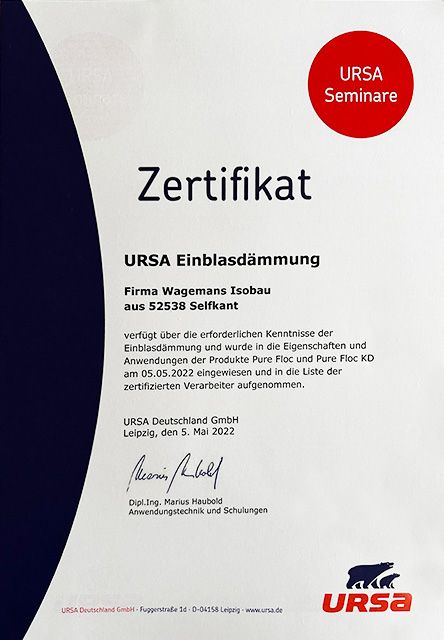 URSA
Seminare
Zertifikat
URSA Einblasdämmung
Firma Wagemans Isobau
aus 52538 Selfkant
verfügt über die erforderlichen Kenntnisse der
Einblasdämmung und wurde in die Eigenschaften und
Anwendungen der Produkte Pure Floc und Pure Floc KD
am 05.05.2022 eingewiesen und in die Liste der
zertifizierten Verarbeiter aufgenommen.
URSA Deutschland GmbH
Leipzig, den 5. Mai 2022
Marius Haubold
Dipl.Ing. Marius Haubold
Anwendungstechnik und Schulungen
URSA Deutschland GmbH · Fuggerstraße 1d · D-04158 Leipzig · www.ursa.de
URSA